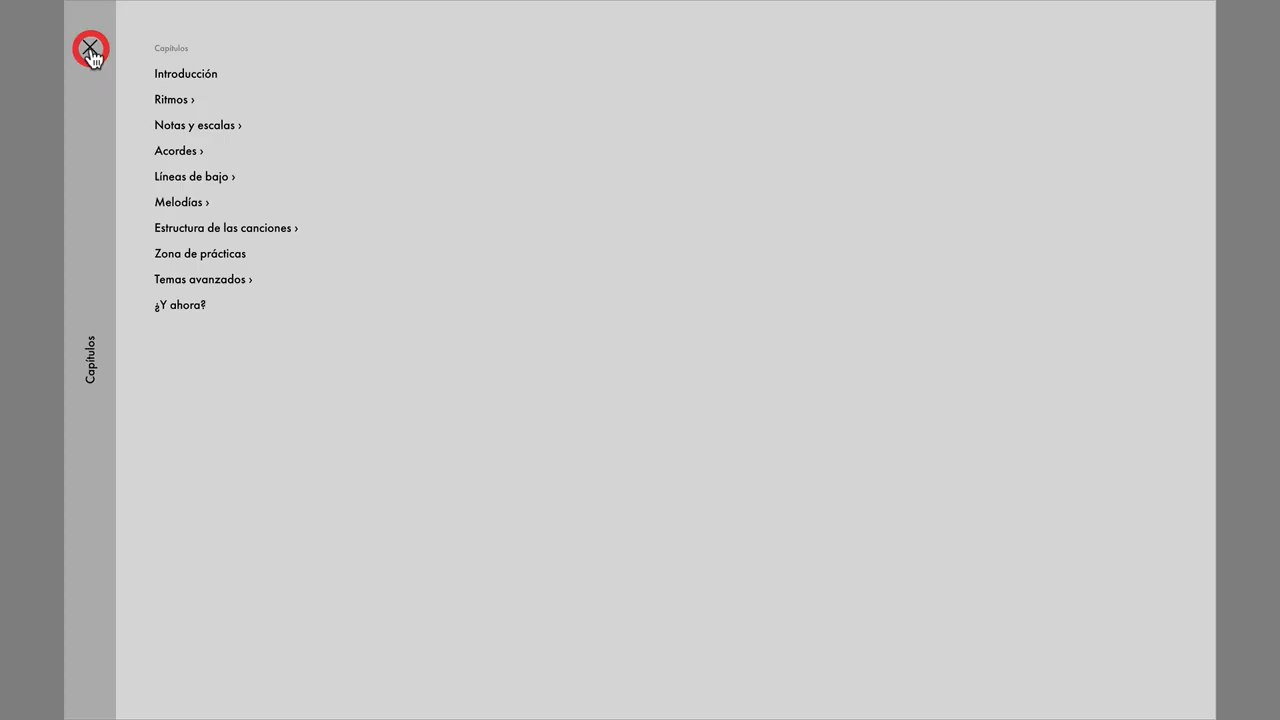 Capítulos
Introducción
Ritmos ›
Notas y escalas ›
Acordes ›
Líneas de bajo ›
Melodías ›
Estructura de las canciones ›
Zona de prácticas
Temas avanzados ›
¿Y ahora?
Capítulos